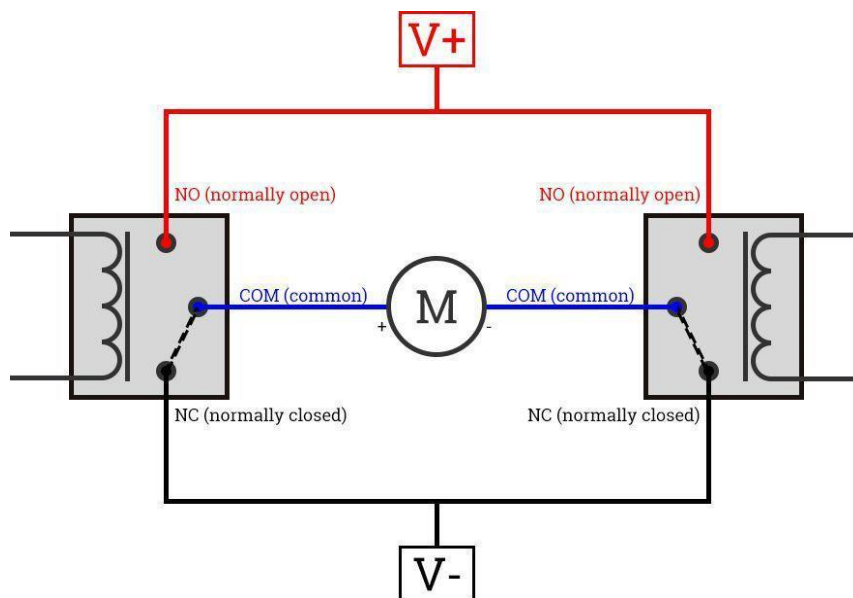 V+
NO (normally open)
NO (normally open)
COM (common)
COM (common)
M
+
-
NC (normally closed)
NC (normally closed)
V-